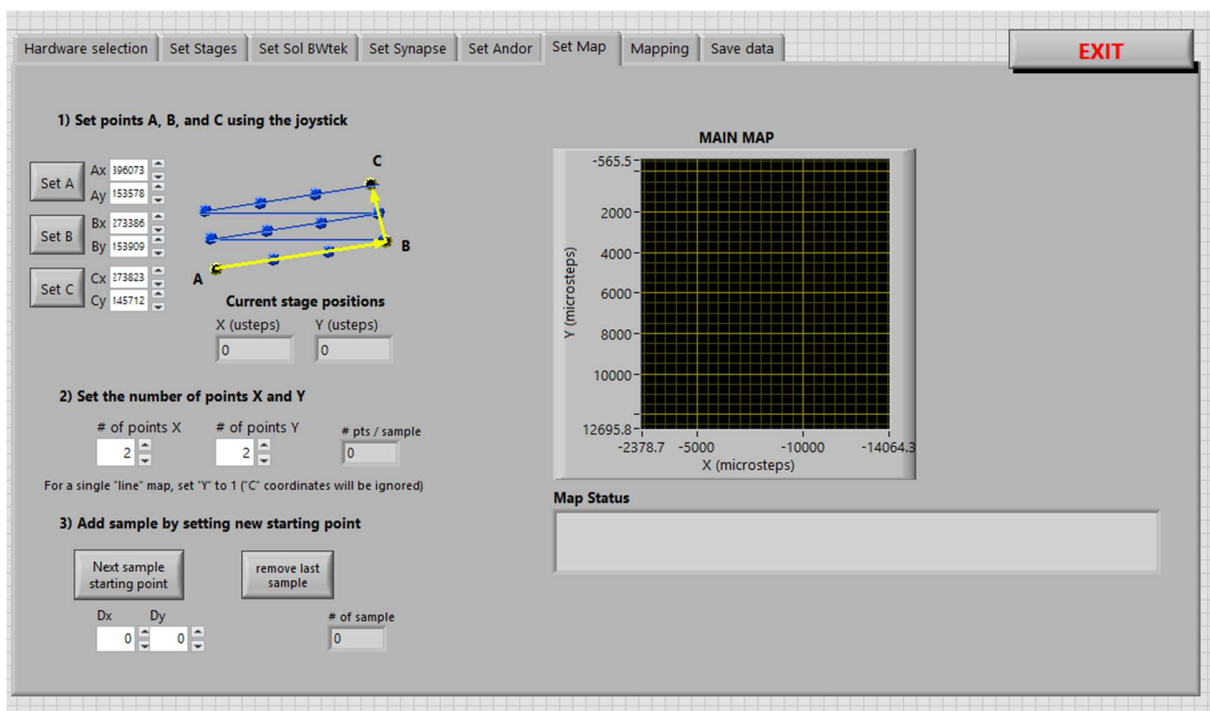 Hardware selection
Set Stages
Set Sol BWtek
Set Synapse
Set Andor
Set Map
Mapping
Save data
EXIT
1) Set points A, B, and C using the joystick
Set A
Ax
396073
Ay
153578
Set B
Bx
273386
By
153909
Set C
Cx
273823
Cy
145712
C
B
A
Current stage positions
X (usteps)
Y (usteps)
0
0
2) Set the number of points X and Y
# of points X
# of points Y
# pts / sample
2
2
0
For a single "line" map, set "Y" to 1 ("C" coordinates will be ignored)
3) Add sample by setting new starting point
Next sample
starting point
remove last
sample
Dx
Dy
# of sample
0
0
0
MAIN MAP
-565.5
2000
4000
6000
8000
10000
12695.8
Y (microsteps)
-2378.7
-5000
-10000
-14064.3
X (microsteps)
Map Status